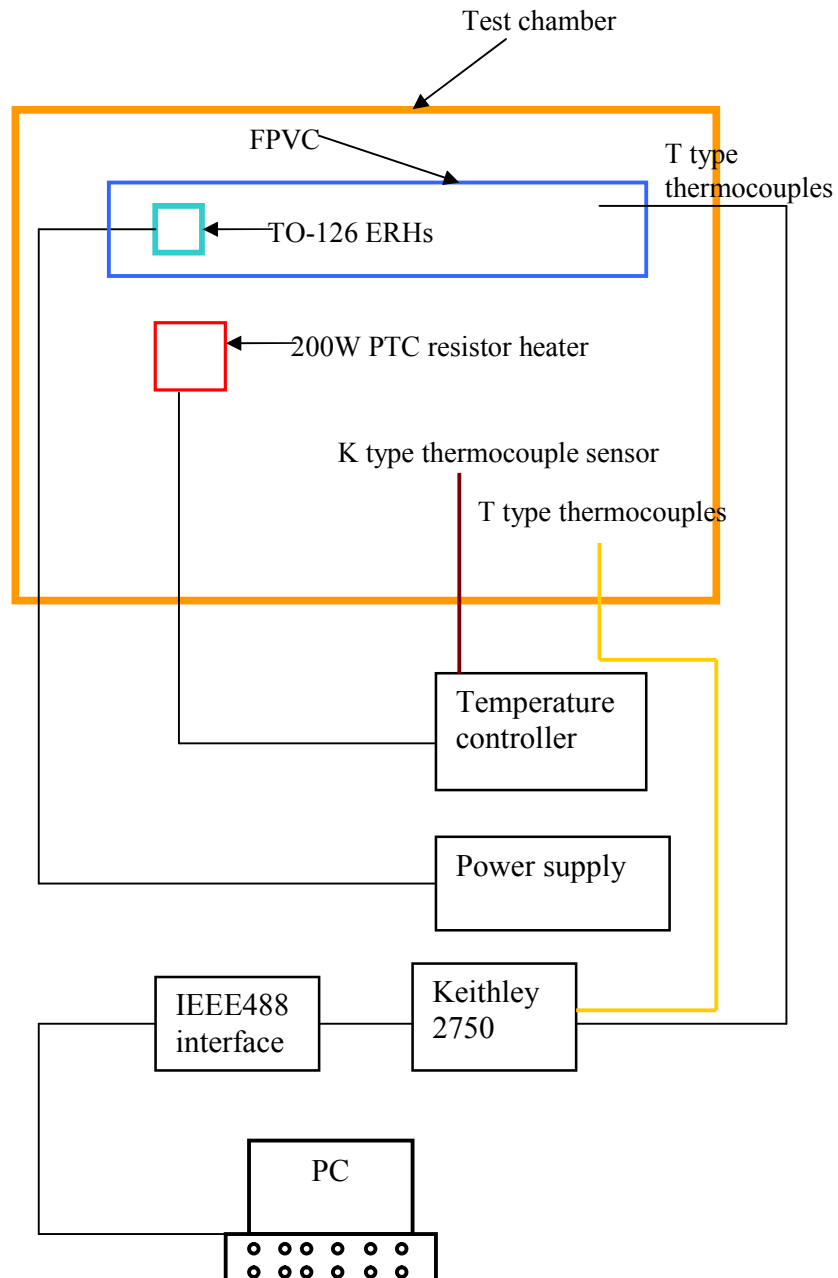 Test chamber
FPVC
T type
thermocouples
TO-126 ERHs
200W PTC resistor heater
K type thermocouple sensor
T type thermocouples
Temperature
controller
Power supply
IEEE488
interface
Keithley
2750
PC